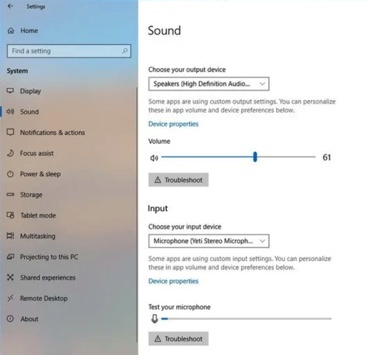 Settings
Home
Find a setting
System
Display
Sound
Notifications & actions
Focus assist
Power & sleep
Storage
Tablet mode
Multitasking
Projecting to this PC
Shared experiences
Remote Desktop
About
Sound
Choose your output device
Speakers (High Definition Audio...
Some apps are using custom output settings. You can personalize
these in app volume and device preferences below.
Device properties
Volume
61
Troubleshoot
Input
Choose your input device
Microphone (Yeti Stereo Microph...
Some apps are using custom input settings. You can personalize
these in app volume and device preferences below.
Device properties
Test your microphone
Troubleshoot